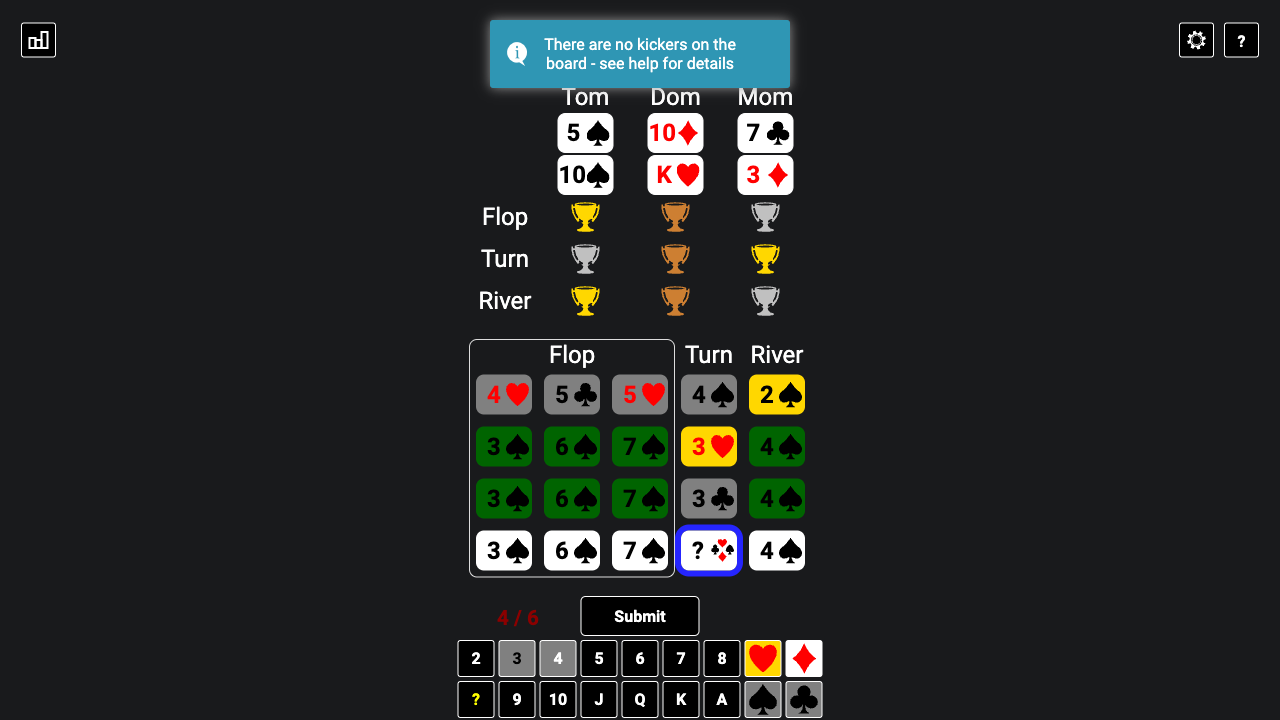 There are no kickers on the
board - see help for details
?
Tom Dom Mom
5 10 7
10 K 3
Flop
Turn
River
Flop Turn River
4 5 5 4 2
3 6 7 3 4
3 6 7 3 4
3 6 7 ? 4
4 / 6 Submit
2 3 4 5 6 7 8
? 9 10 J Q K A